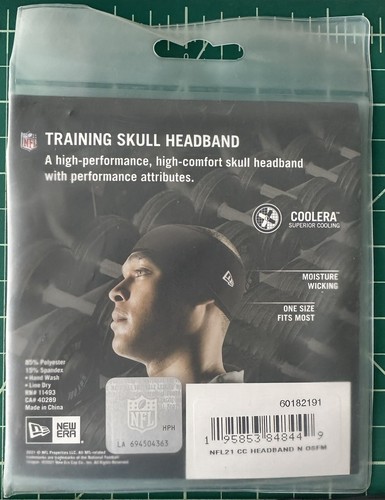 NFL
TRAINING SKULL HEADBAND
A high-performance, high-comfort skull headband
with performance attributes.
COOLERA™
SUPERIOR COOLING
MOISTURE
WICKING
ONE SIZE
FITS MOST
85% Polyester
15% Spandex
• Hand Wash
• Line Dry
RN# 11493
CA# 40289
Made in China
NEW
ERA
NFL
HPH
LA 694504363
60182191
1 95853 84844 9
NFL21 CC HEADBAND N OSFM